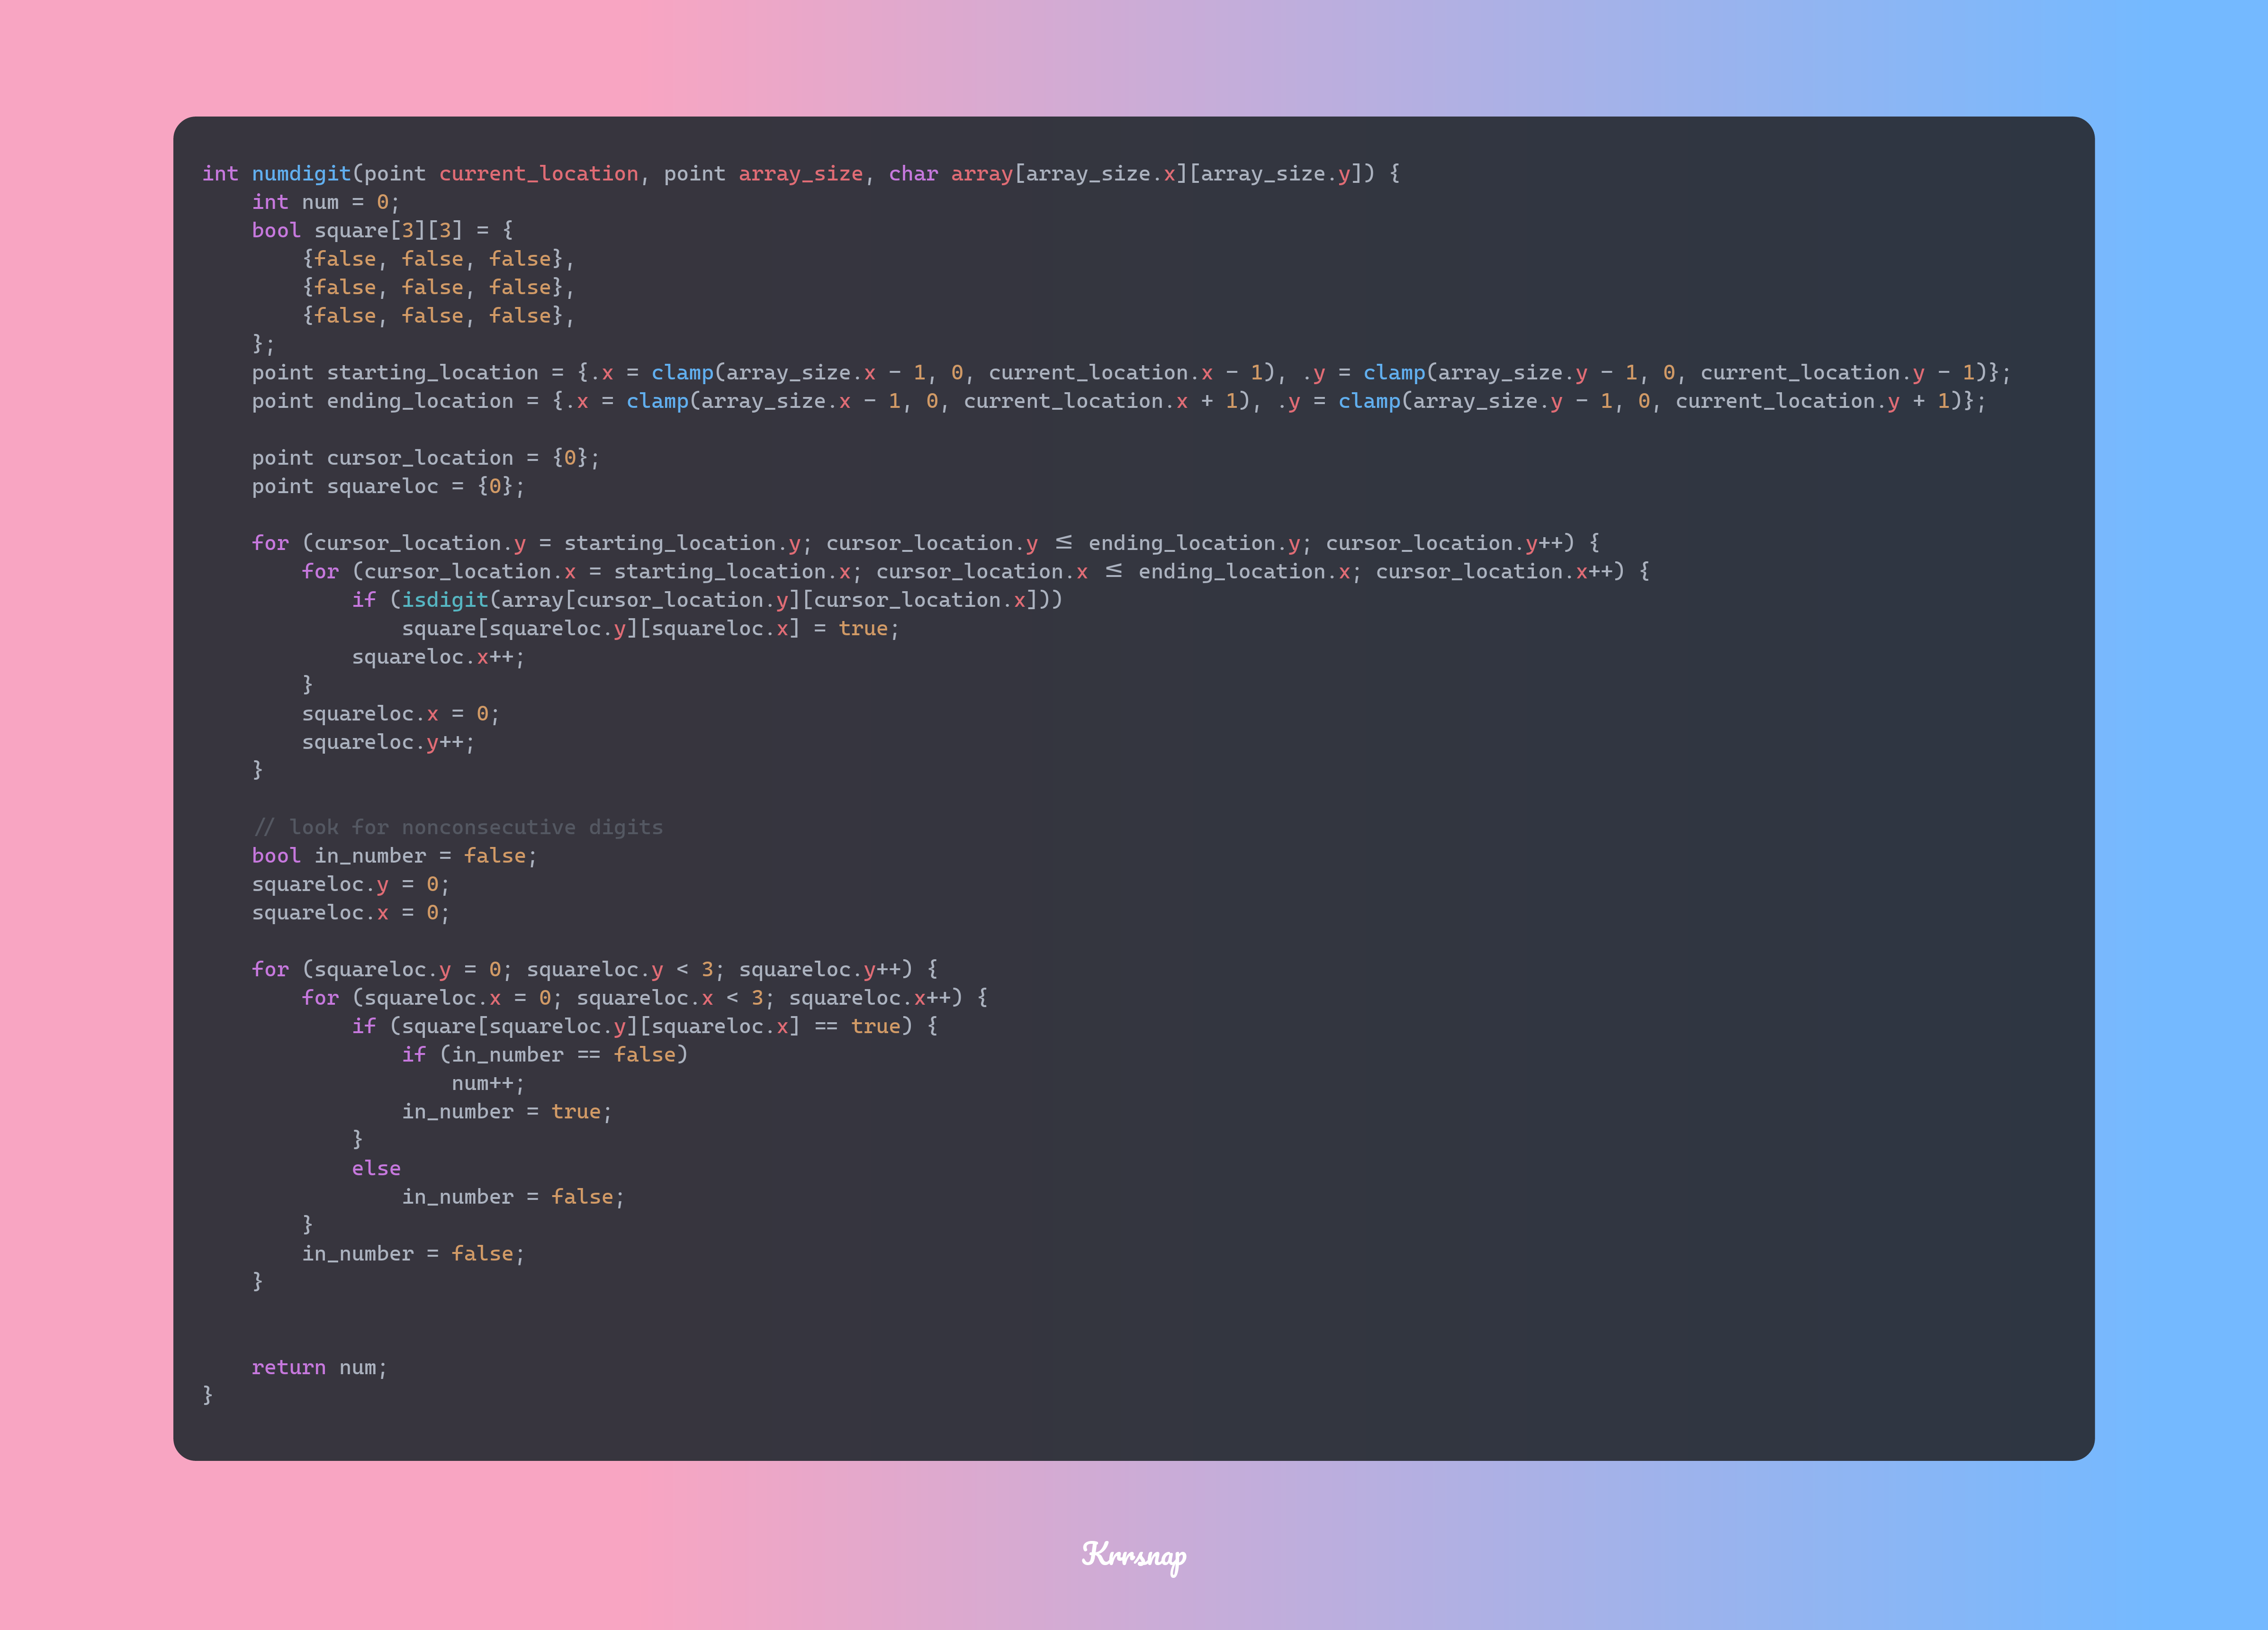 int numdigit(point current_location, point array_size, char array[array_size.x][array_size.y]) {
    int num = 0;
    bool square[3][3] = {
        {false, false, false},
        {false, false, false},
        {false, false, false},
    };
    point starting_location = {.x = clamp(array_size.x - 1, 0, current_location.x - 1), .y = clamp(array_size.y - 1, 0, current_location.y - 1)};
    point ending_location = {.x = clamp(array_size.x - 1, 0, current_location.x + 1), .y = clamp(array_size.y - 1, 0, current_location.y + 1)};

    point cursor_location = {0};
    point squareloc = {0};

    for (cursor_location.y = starting_location.y; cursor_location.y ≤ ending_location.y; cursor_location.y++) {
        for (cursor_location.x = starting_location.x; cursor_location.x ≤ ending_location.x; cursor_location.x++) {
            if (isdigit(array[cursor_location.y][cursor_location.x]))
                square[squareloc.y][squareloc.x] = true;
            squareloc.x++;
        }
        squareloc.x = 0;
        squareloc.y++;
    }

    // look for nonconsecutive digits
    bool in_number = false;
    squareloc.y = 0;
    squareloc.x = 0;

    for (squareloc.y = 0; squareloc.y < 3; squareloc.y++) {
        for (squareloc.x = 0; squareloc.x < 3; squareloc.x++) {
            if (square[squareloc.y][squareloc.x] == true) {
                if (in_number == false)
                    num++;
                in_number = true;
            }
            else
                in_number = false;
        }
        in_number = false;
    }


    return num;
}
Krrsnap